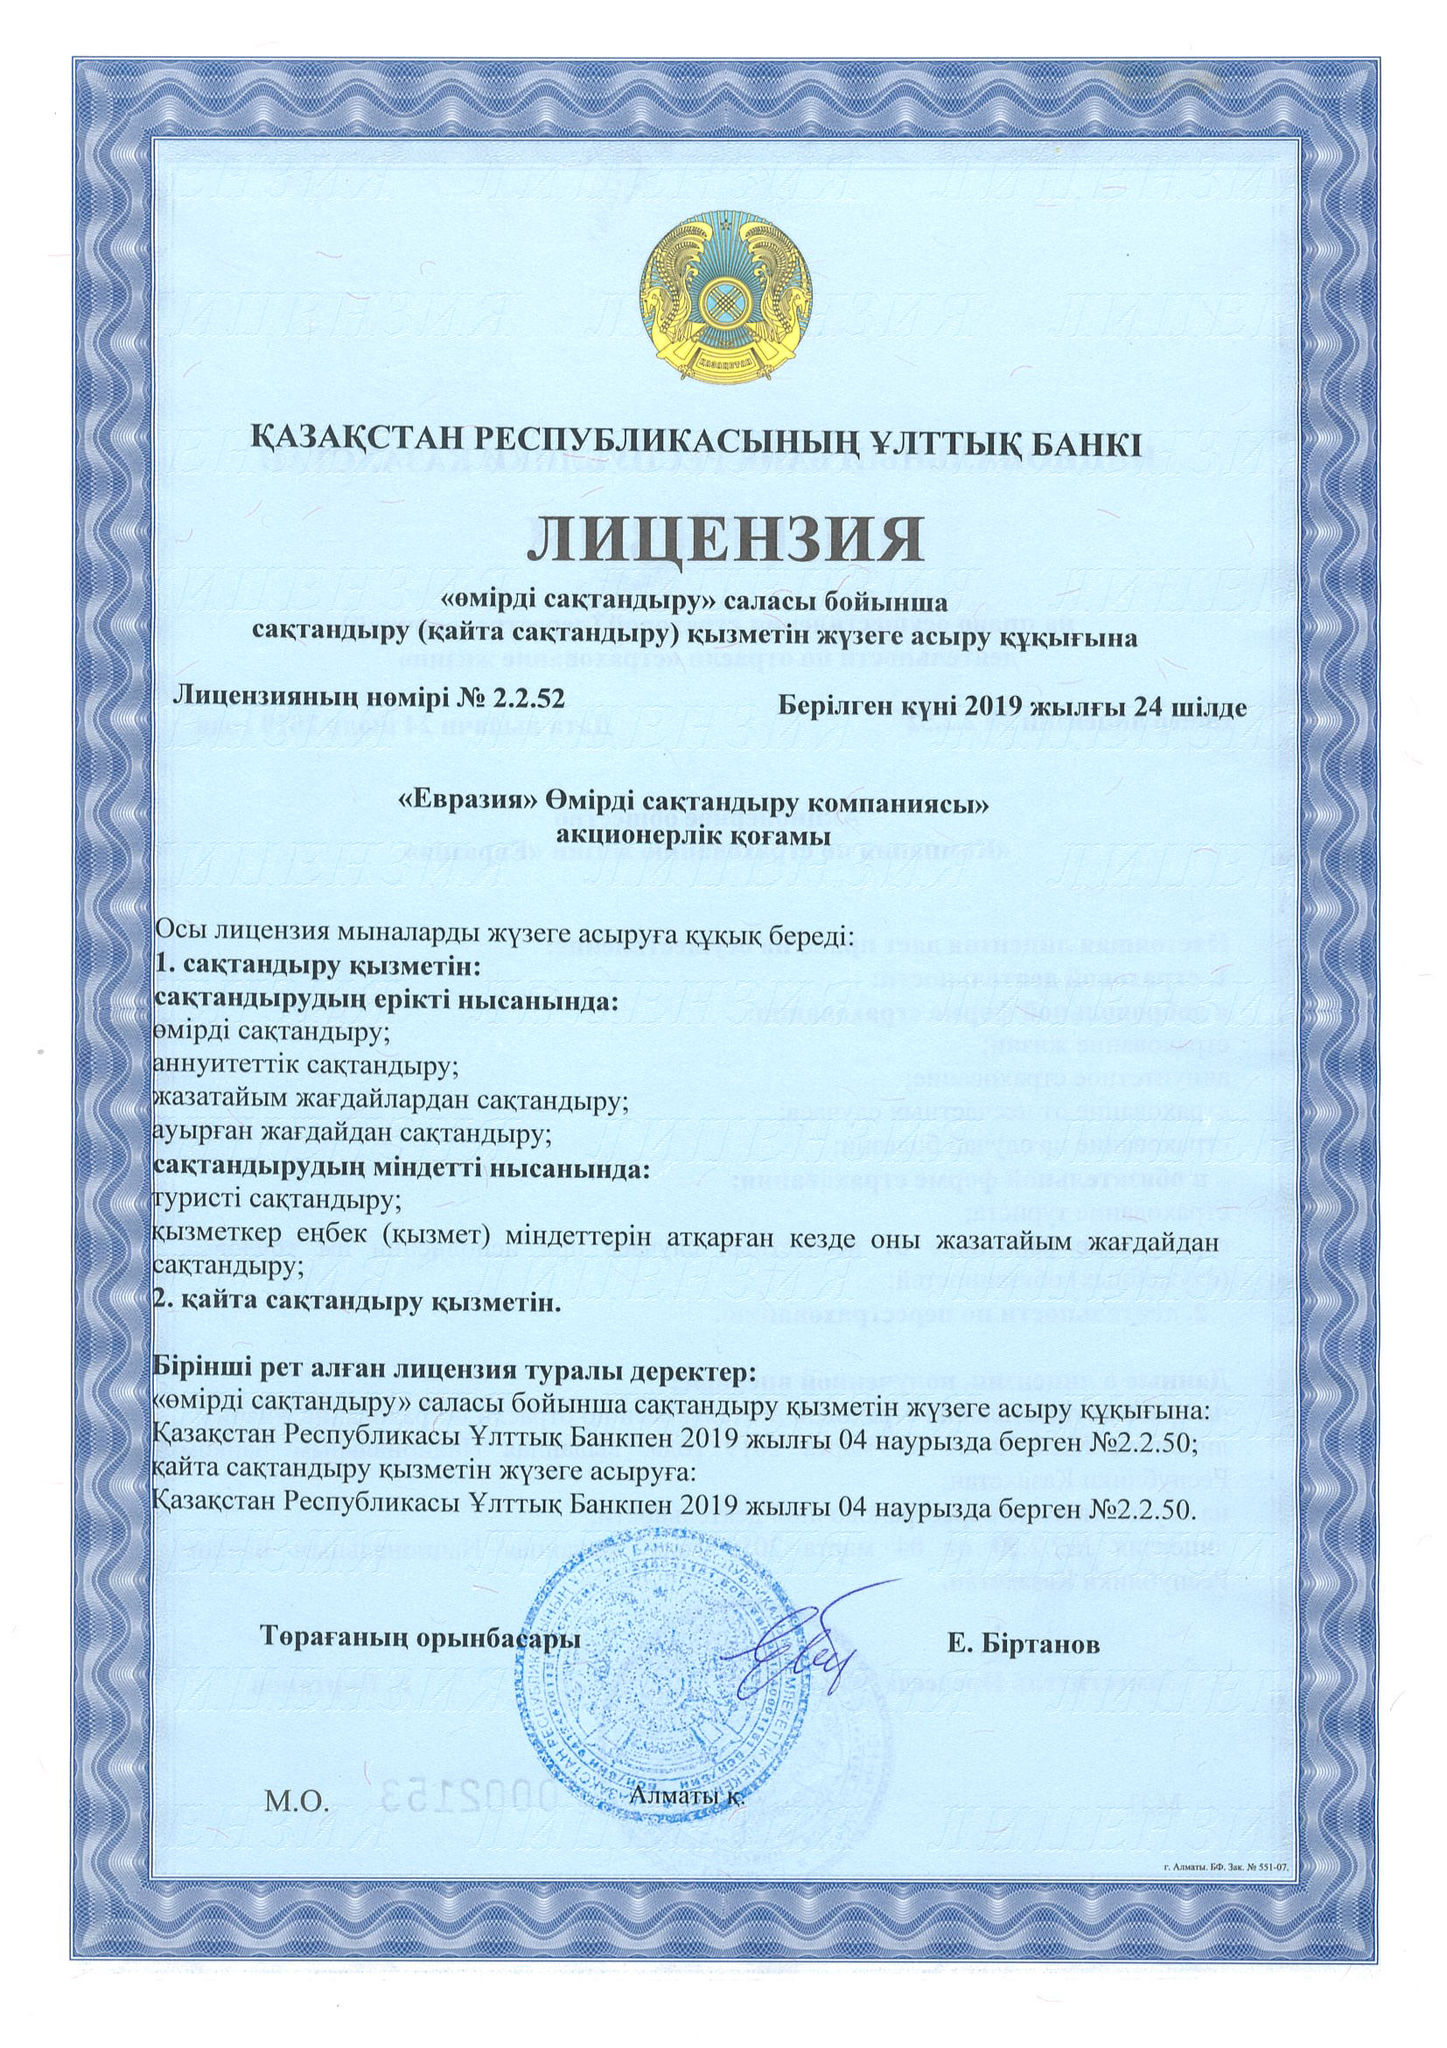 ҚАЗАҚСТАН
ҚАЗАҚСТАН РЕСПУБЛИКАСЫНЫҢ ҰЛТТЫҚ БАНКІ
ЛИЦЕНЗИЯ
«өмірді сақтандыру» саласы бойынша
сақтандыру (қайта сақтандыру) қызметін жүзеге асыру құқығына
Лицензияның нөмірі № 2.2.52 Берілген күні 2019 жылғы 24 шілде
«Евразия» Өмірді сақтандыру компаниясы»
акционерлік қоғамы
Осы лицензия мыналарды жүзеге асыруға құқық береді:
1. сақтандыру қызметін:
сақтандырудың ерікті нысанында:
өмірді сақтандыру;
аннуитеттік сақтандыру;
жазатайым жағдайлардан сақтандыру;
ауырған жағдайдан сақтандыру;
сақтандырудың міндетті нысанында:
туристі сақтандыру;
қызметкер еңбек (қызмет) міндеттерін атқарған кезде оны жазатайым жағдайдан
сақтандыру;
2. қайта сақтандыру қызметін.
Бірінші рет алған лицензия туралы деректер:
«өмірді сақтандыру» саласы бойынша сақтандыру қызметін жүзеге асыру құқығына:
Қазақстан Республикасы Ұлттық Банкпен 2019 жылғы 04 наурызда берген №2.2.50;
қайта сақтандыру қызметін жүзеге асыруға:
Қазақстан Республикасы Ұлттық Банкпен 2019 жылғы 04 наурызда берген №2.2.50.
Төрағаның орынбасары Е. Біртанов
М.О. Алматы қ.
г. Алматы. БФ. Зак. № 551-07.